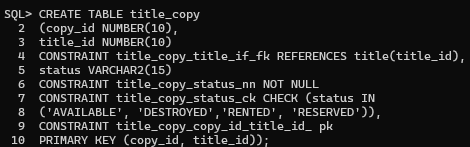 SQL> CREATE TABLE title_copy
2 (copy_id NUMBER(10),
3 title_id NUMBER(10)
4 CONSTRAINT title_copy_title_if_fk REFERENCES title(title_id),
5 status VARCHAR2(15)
6 CONSTRAINT title_copy_status_nn NOT NULL
7 CONSTRAINT title_copy_status_ck CHECK (status IN
8 ('AVAILABLE', 'DESTROYED','RENTED', 'RESERVED')),
9 CONSTRAINT title_copy_copy_id_title_id_ pk
10 PRIMARY KEY (copy_id, title_id));